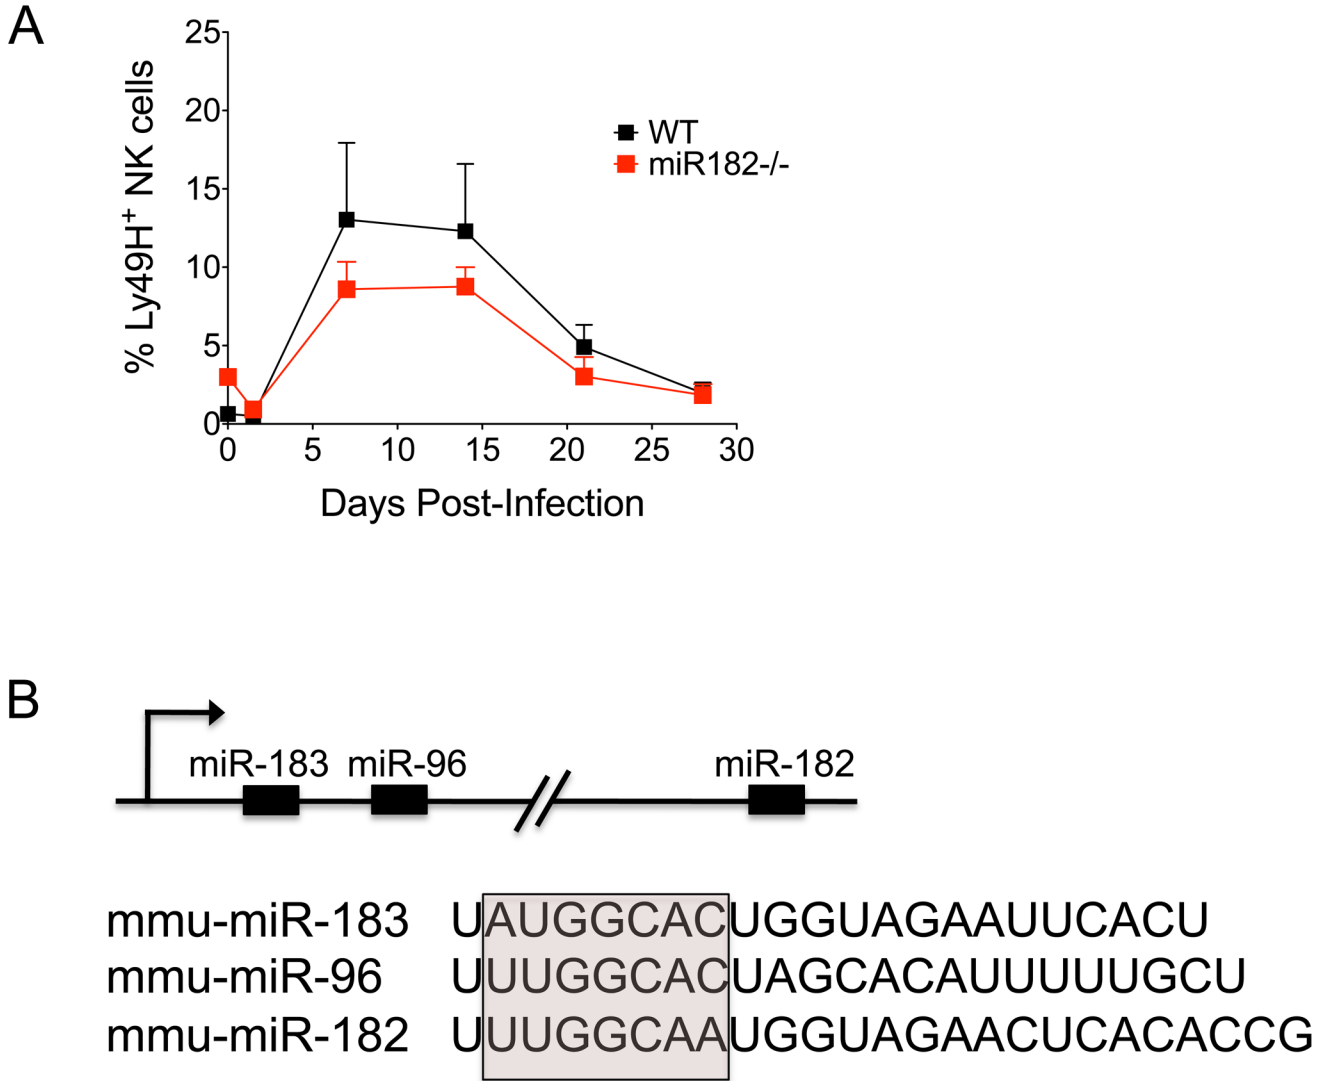 A
% Ly49H+ NK cells
25
20
15
10
5
0
WT
miR182-/-
0 5 10 15 20 25 30
Days Post-Infection
B
miR-183 miR-96 miR-182
mmu-miR-183 UAUGGCACUGGUAGAAUUCACU
mmu-miR-96 UUUGGCACUAGCACAUUUUUGCU
mmu-miR-182 UUUGGCAAUGGUAGAACUCACACCG